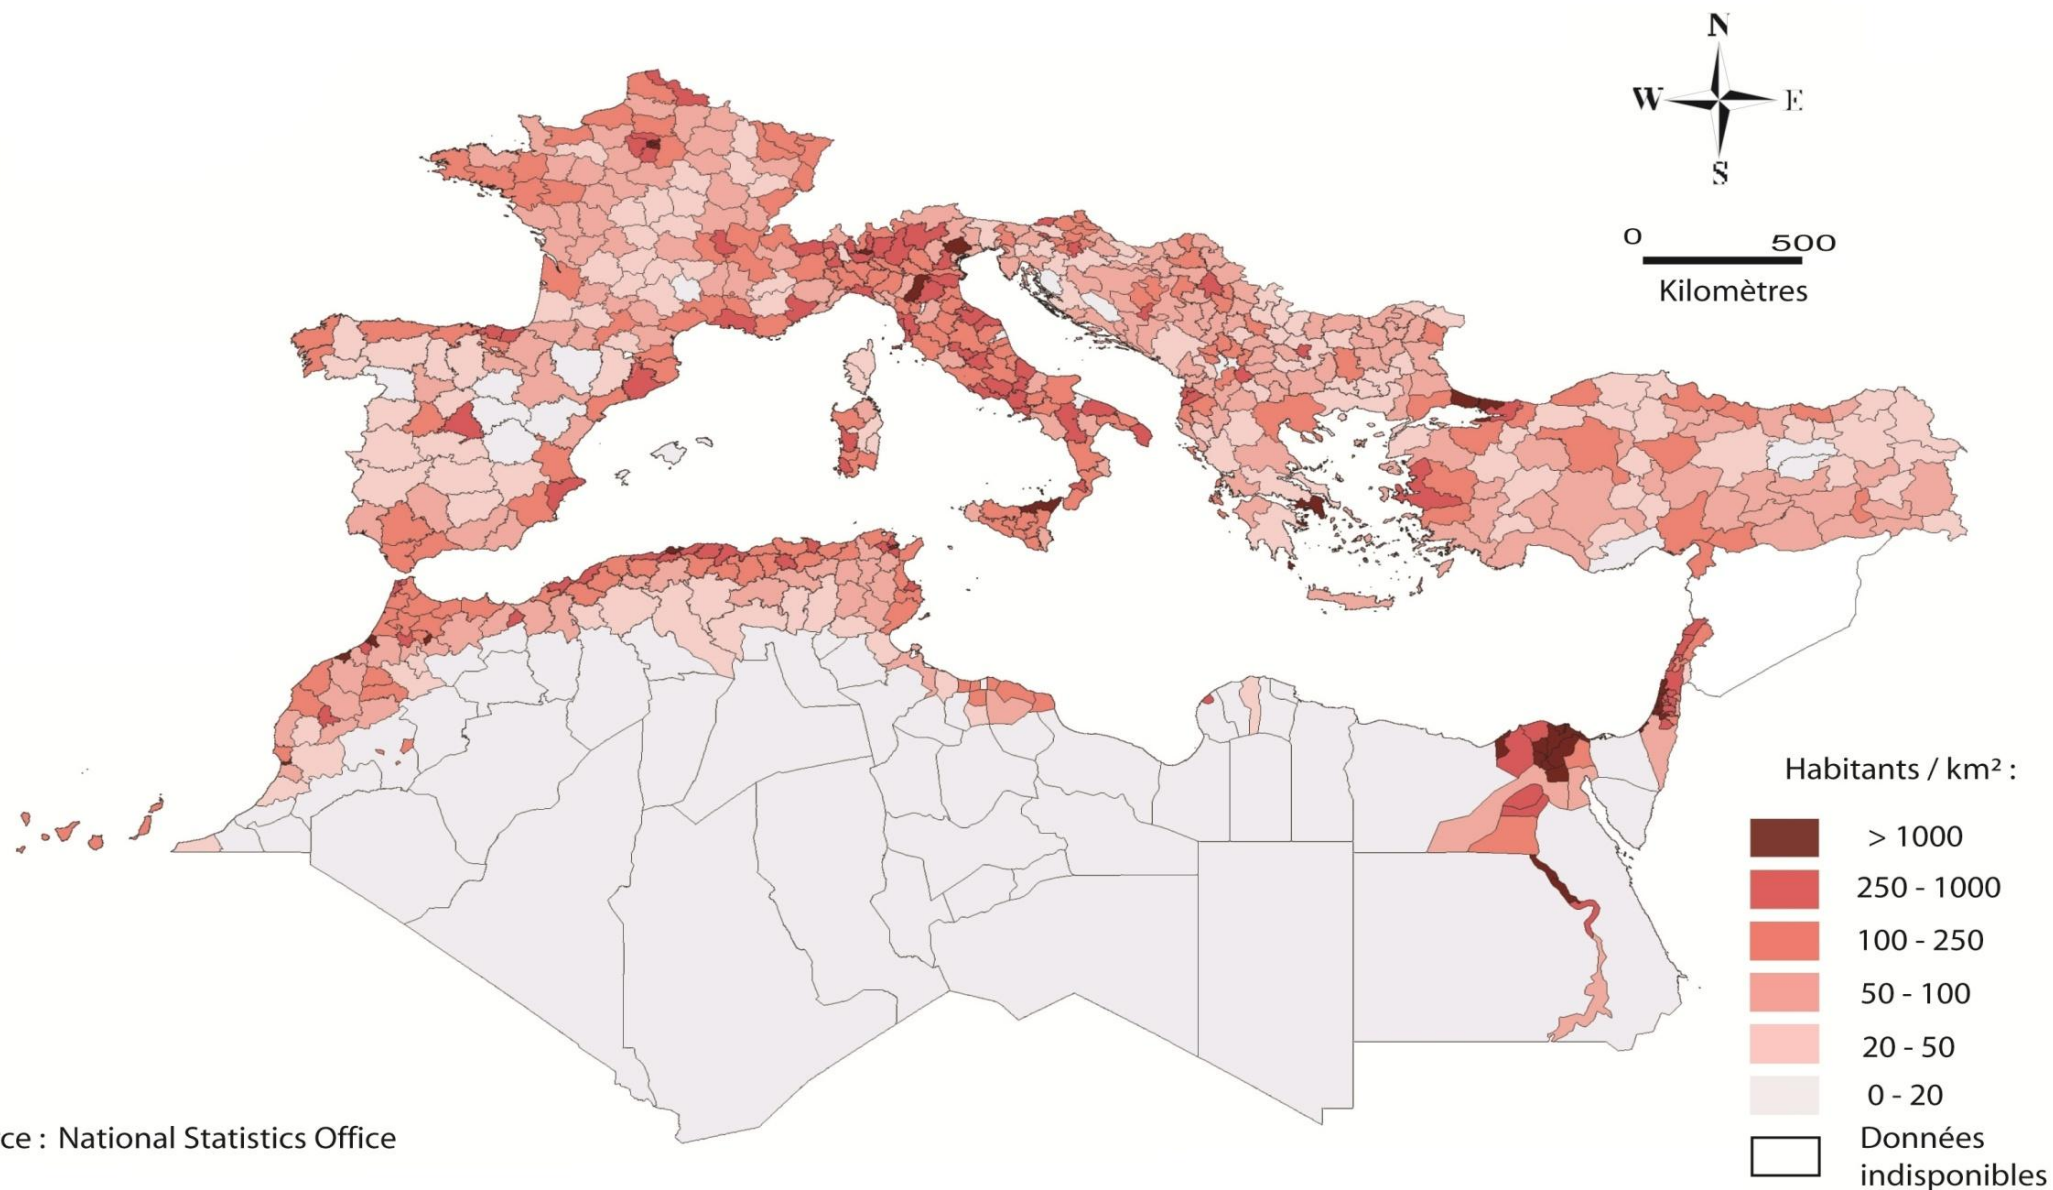 N
W E
S
0 500
Kilomètres
Habitants / km² :
> 1000
250 - 1000
100 - 250
50 - 100
20 - 50
0 - 20
Données
indisponibles
ce : National Statistics Office